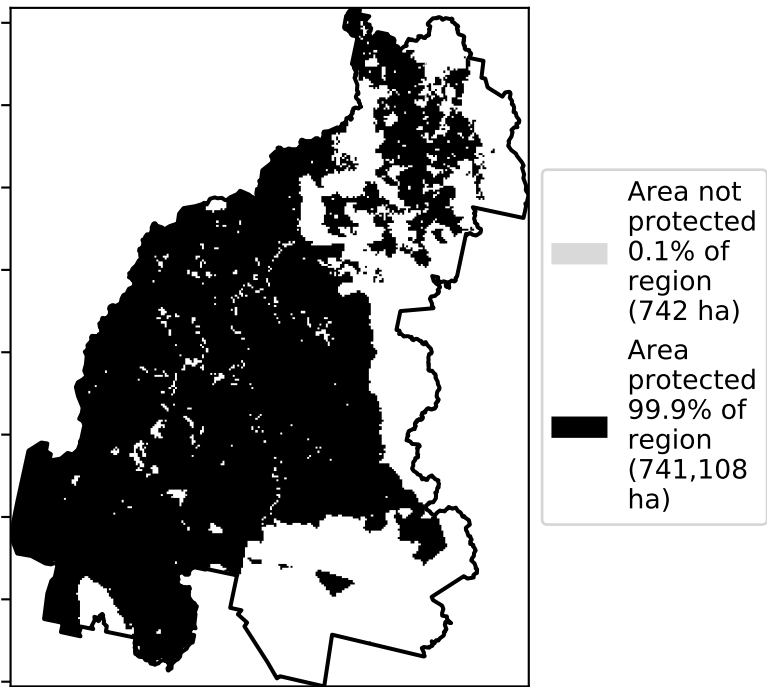 Area not
protected
0.1% of
region
(742 ha)
Area
protected
99.9% of
region
(741,108
ha)